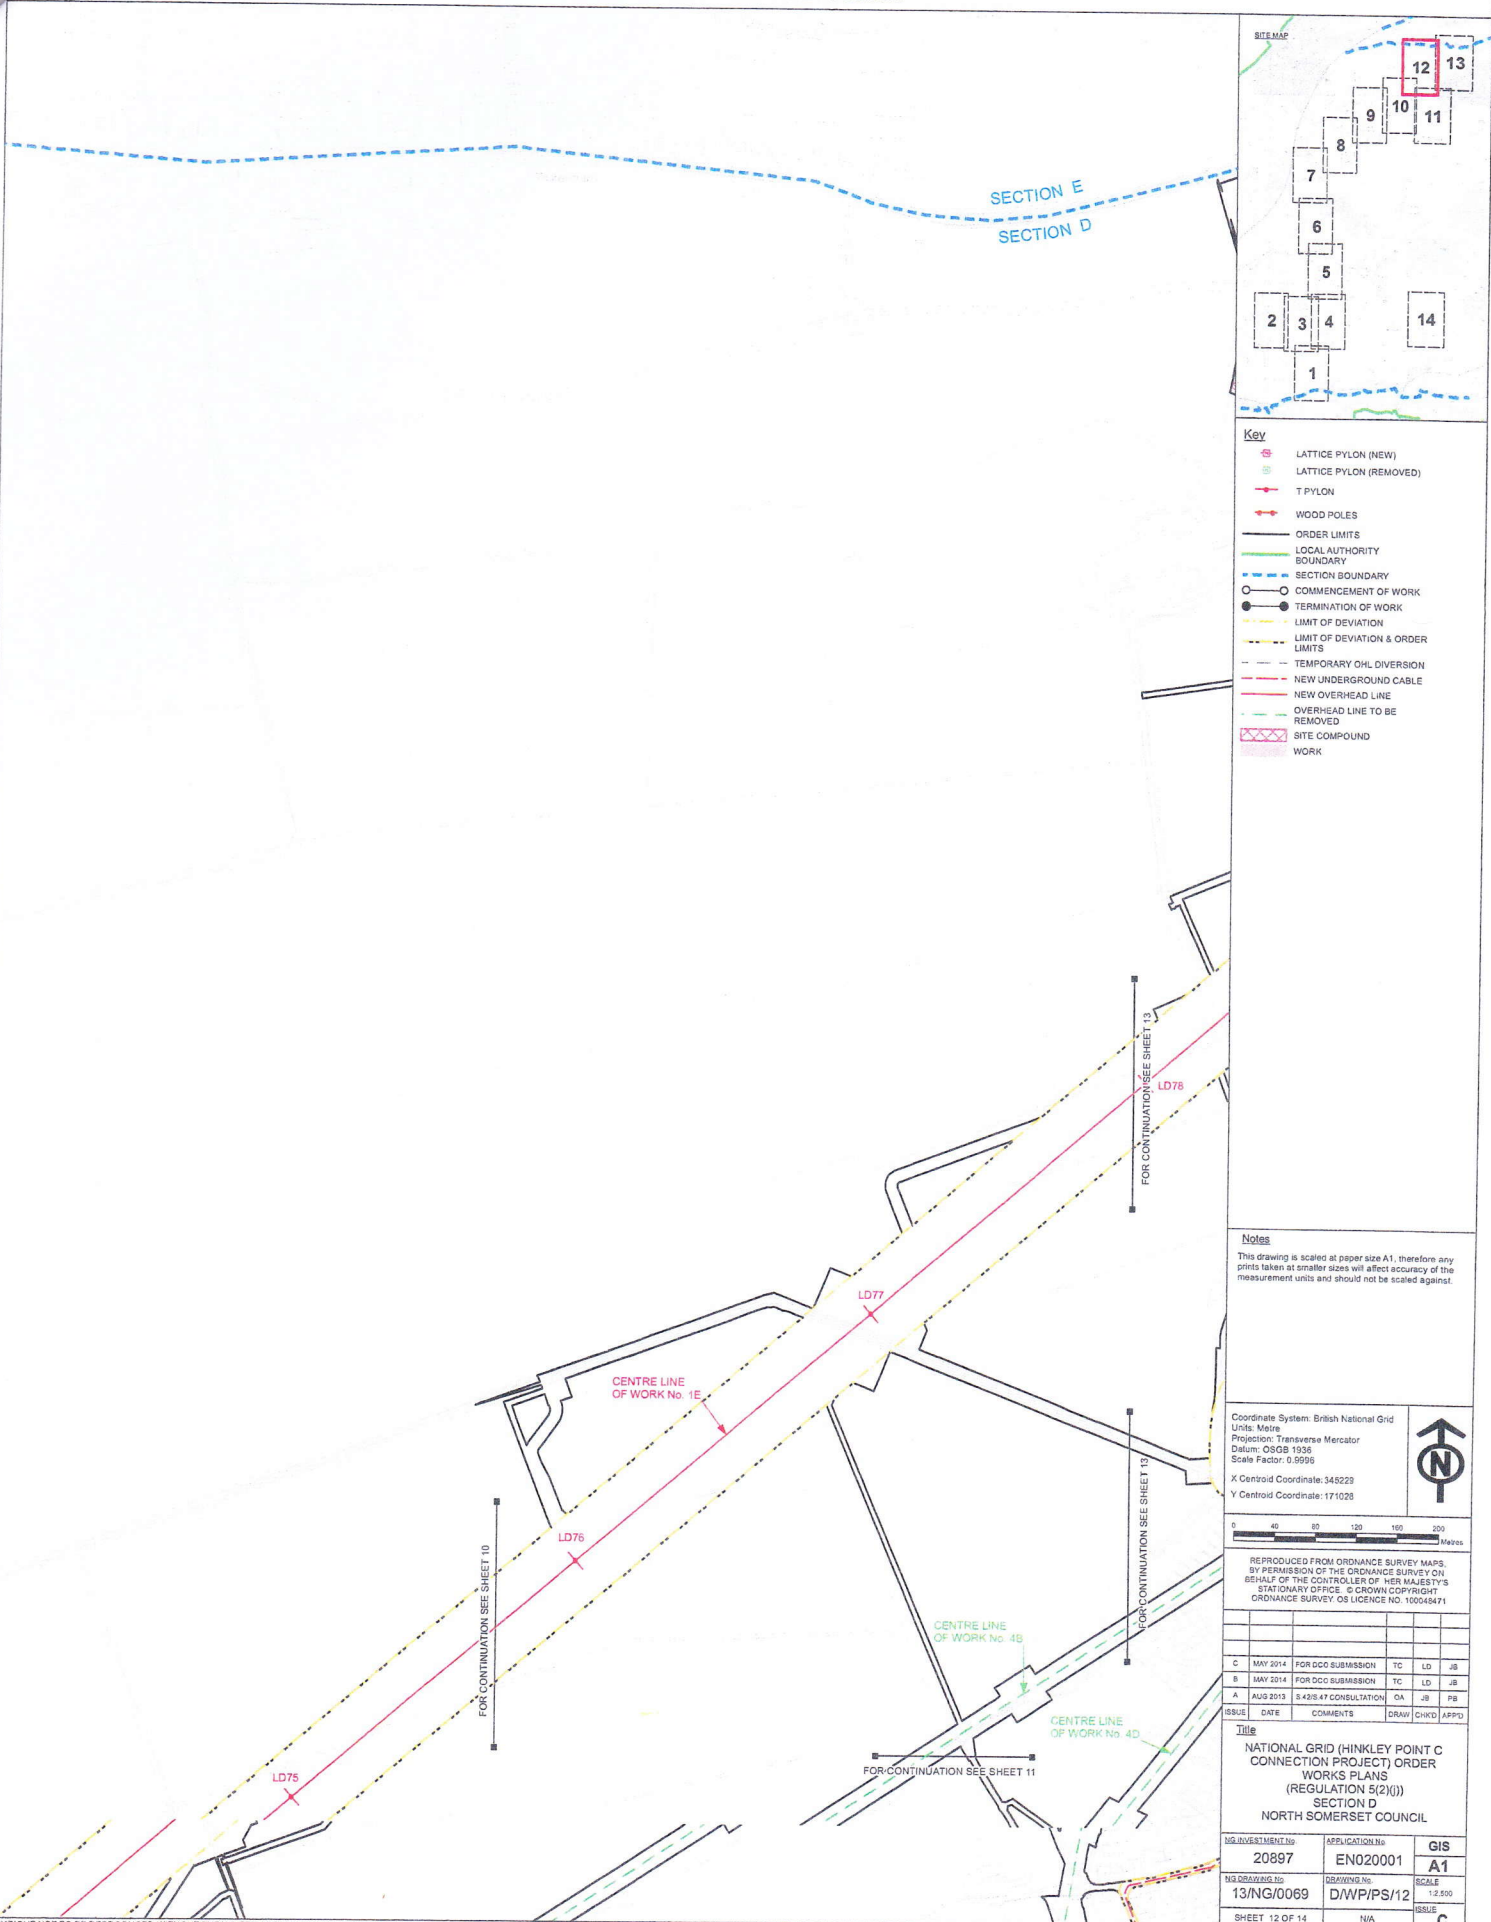 SITE MAP
12
13
10
9
11
8
7
6
5
2
3
4
14
1
SECTION E
SECTION D
Key
LATTICE PYLON (NEW)
LATTICE PYLON (REMOVED)
T PYLON
WOOD POLES
ORDER LIMITS
LOCAL AUTHORITY
BOUNDARY
SECTION BOUNDARY
COMMENCEMENT OF WORK
TERMINATION OF WORK
LIMIT OF DEVIATION
LIMIT OF DEVIATION & ORDER
LIMITS
TEMPORARY OHL DIVERSION
NEW UNDERGROUND CABLE
NEW OVERHEAD LINE
OVERHEAD LINE TO BE
REMOVED
SITE COMPOUND
WORK
FOR CONTINUATION SEE SHEET 13
LD78
LD77
CENTRE LINE
OF WORK No. 1E
LD76
FOR CONTINUATION SEE SHEET 10
FOR CONTINUATION SEE SHEET 13
CENTRE LINE
OF WORK No. 4B
CENTRE LINE
OF WORK No. 4D
FOR CONTINUATION SEE SHEET 11
LD75
Notes
This drawing is scaled at paper size A1, therefore any
prints taken at smaller sizes will affect accuracy of the
measurement units and should not be scaled against.
Coordinate System: British National Grid
Units: Metre
Projection: Transverse Mercator
Datum: OSGB 1936
Scale Factor: 0.9996
X Centroid Coordinate: 345229
Y Centroid Coordinate: 171028
N
0 40 80 120 160 200
Metres
REPRODUCED FROM ORDNANCE SURVEY MAPS,
BY PERMISSION OF THE ORDNANCE SURVEY ON
BEHALF OF THE CONTROLLER OF HER MAJESTY'S
STATIONARY OFFICE. © CROWN COPYRIGHT
ORDNANCE SURVEY. OS LICENCE NO. 100048471
C MAY 2014 FOR DCO SUBMISSION TC LD JB
B MAY 2014 FOR DCO SUBMISSION TC LD JB
A AUG 2013 S.42/S.47 CONSULTATION OA JB PB
ISSUE DATE COMMENTS DRAW CHK'D APP'D
Title
NATIONAL GRID (HINKLEY POINT C
CONNECTION PROJECT) ORDER
WORKS PLANS
(REGULATION 5(2)(j))
SECTION D
NORTH SOMERSET COUNCIL
NG INVESTMENT No. APPLICATION No. GIS
20897 EN020001 A1
NG DRAWING No. DRAWING No. SCALE
13/NG/0069 D/WP/PS/12 1:2,500
SHEET 12 OF 14 N/A ISSUE
C